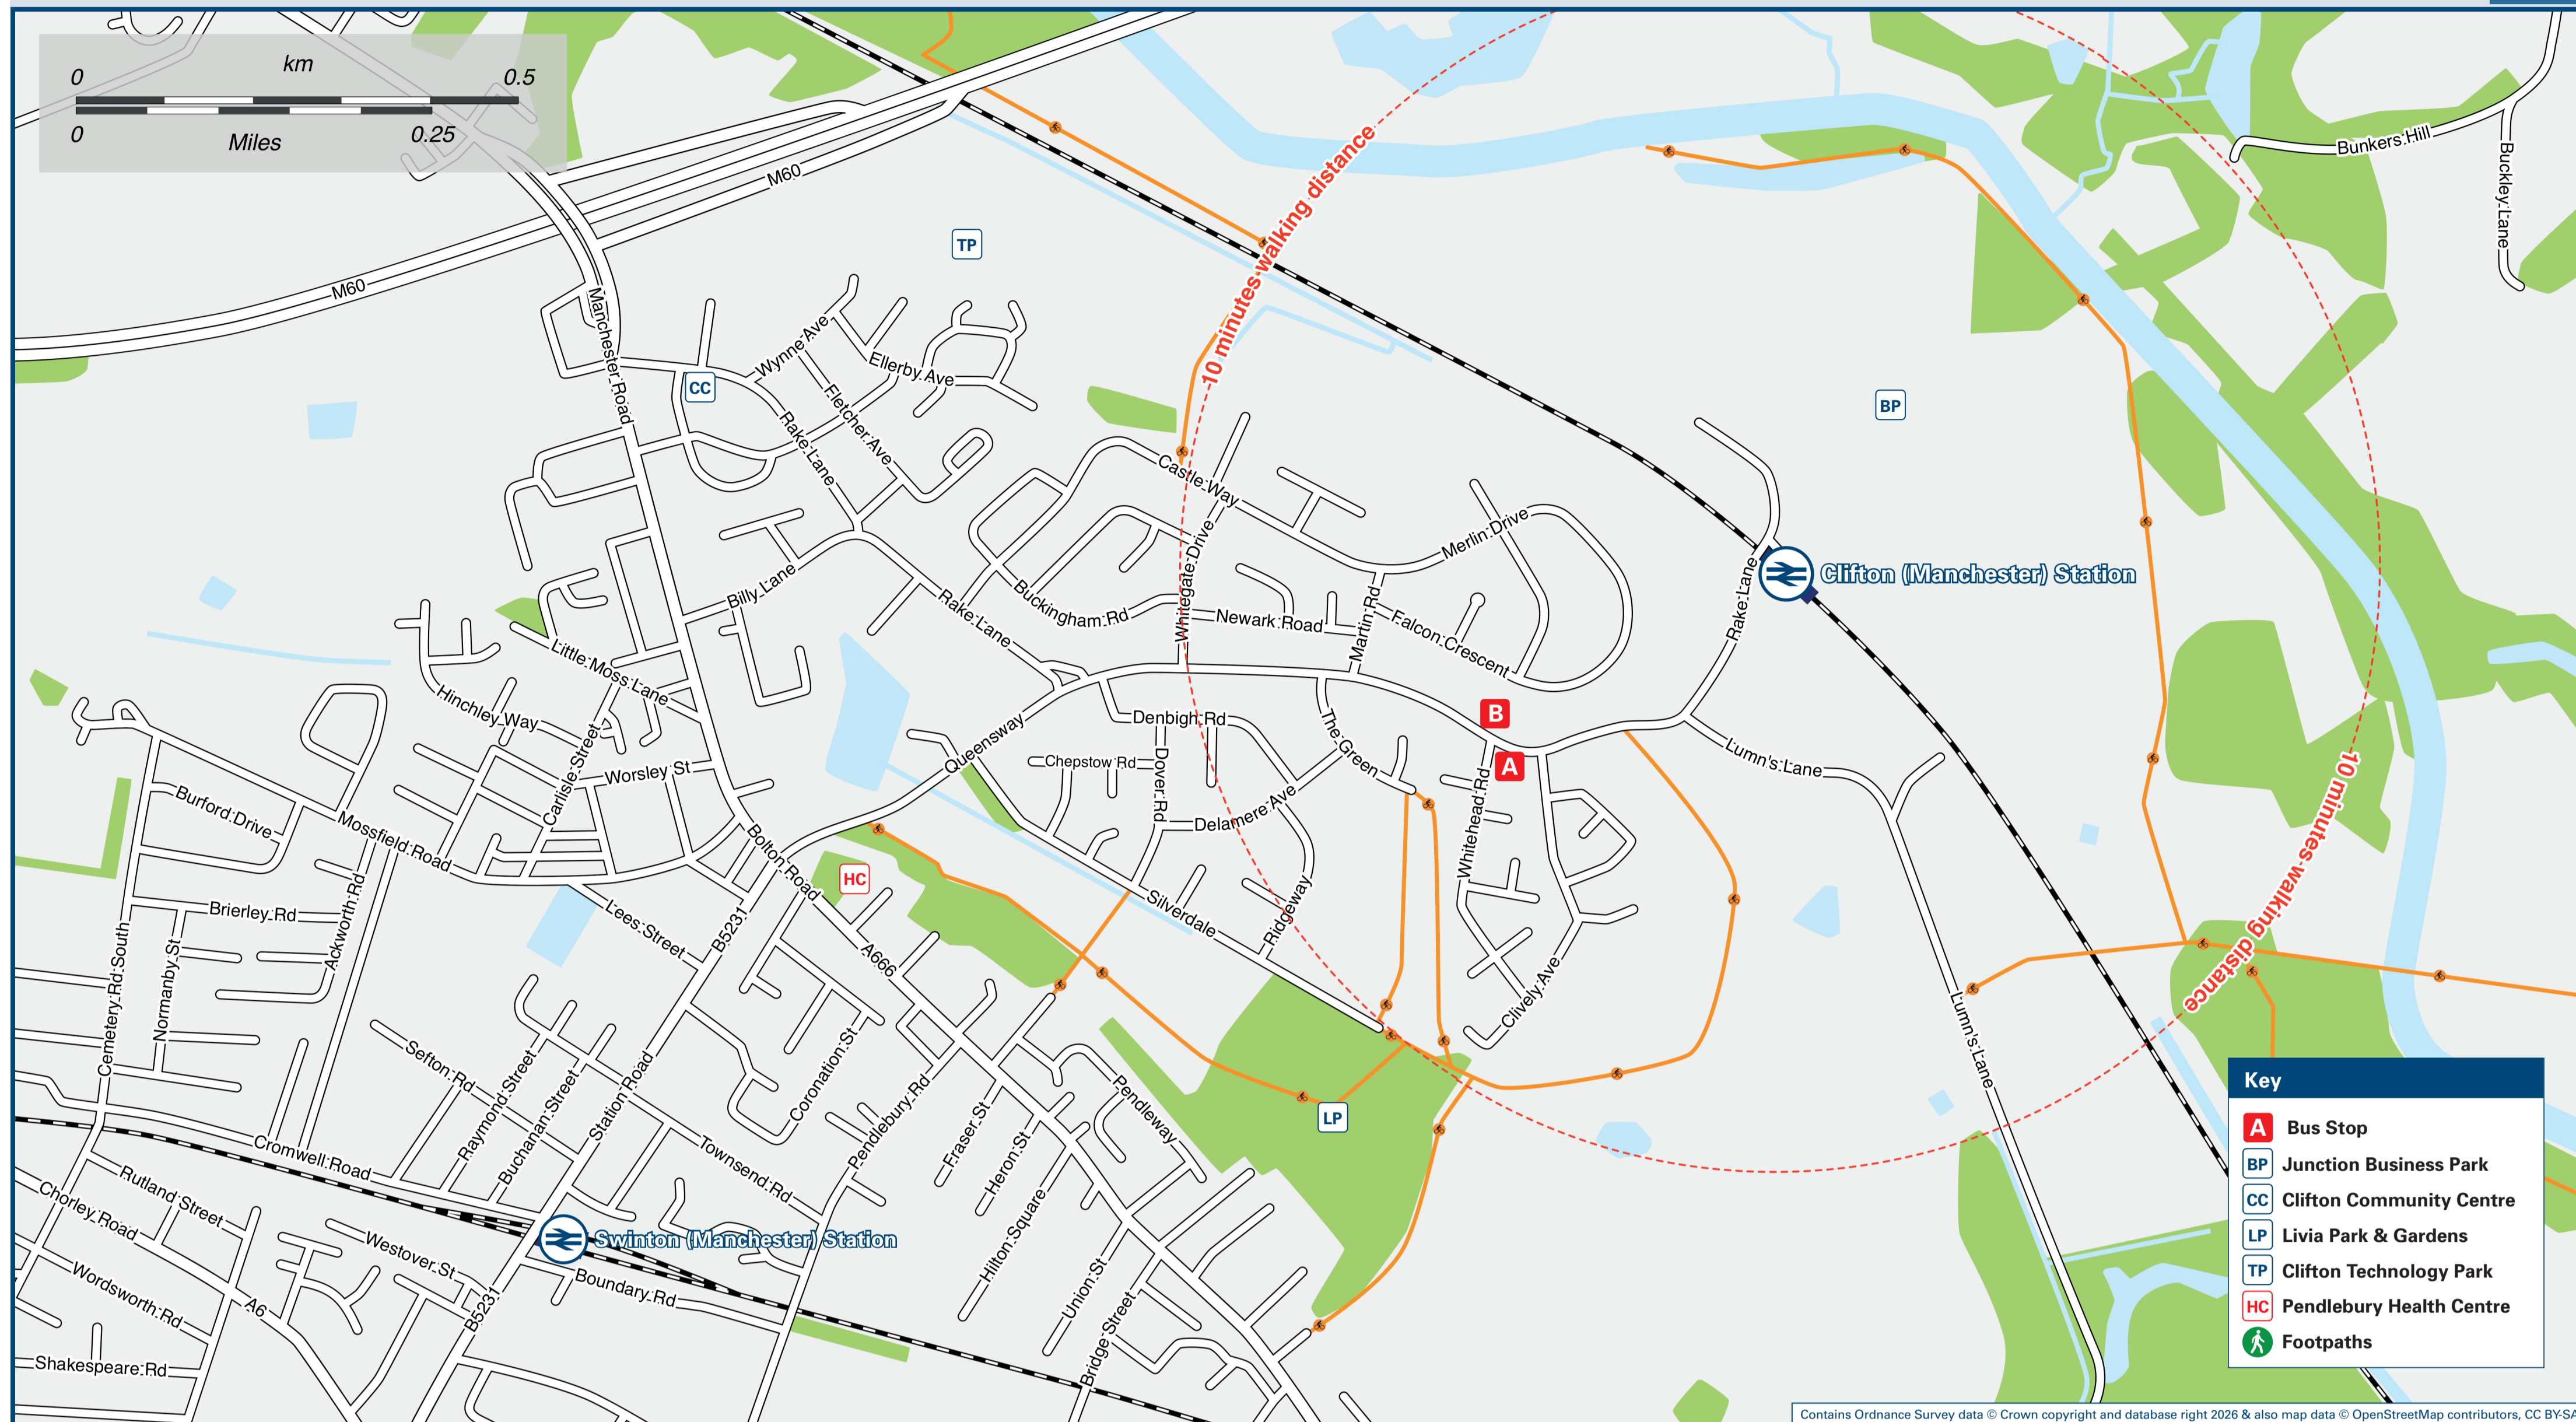 0 km 0.5
0 Miles 0.25
M60
M60
TP
CC
BP
HC
LP
B
A
10 minutes walking distance
10 minutes walking distance
Clifton (Manchester) Station
Swinton (Manchester) Station
Bunkers Hill
Buckley Lane
Manchester Road
Wynne Ave
Ellerby Ave
Fletcher Ave
Rake Lane
Castle Way
Merlin Drive
Whitegate Drive
Billy Lane
Rake Lane
Buckingham Rd
Newark Road
Martin Rd
Falcon Crescent
Rake Lane
Little Moss Lane
Hinchley Way
Carlisle Street
Worsley St
Queensway
Denbigh Rd
Chepstow Rd
Dover Rd
Delamere Ave
The Green
Whitehead Rd
Lumn's Lane
Burford Drive
Mossfield Road
Bolton Road
Silverdale
Ridgeway
Clively Ave
Lumn's Lane
Brierley Rd
Ackworth Rd
Normanby St
Cemetery Rd South
Lees Street
B5231
A666
Sefton Rd
Raymond Street
Buchanan Street
Station Road
Coronation St
Pendlebury Rd
Townsend Rd
Fraser St
Heron St
Hilton Square
Pendleway
Union St
Bridge Street
Cromwell Road
Rutland Street
Chorley Road
Wordsworth Rd
A6
Westover St
B5231
Boundary Rd
Shakespeare Rd
Key
A Bus Stop
BP Junction Business Park
CC Clifton Community Centre
LP Livia Park & Gardens
TP Clifton Technology Park
HC Pendlebury Health Centre
Footpaths
Contains Ordnance Survey data © Crown copyright and database right 2026 & also map data © OpenStreetMap contributors, CC BY-SA